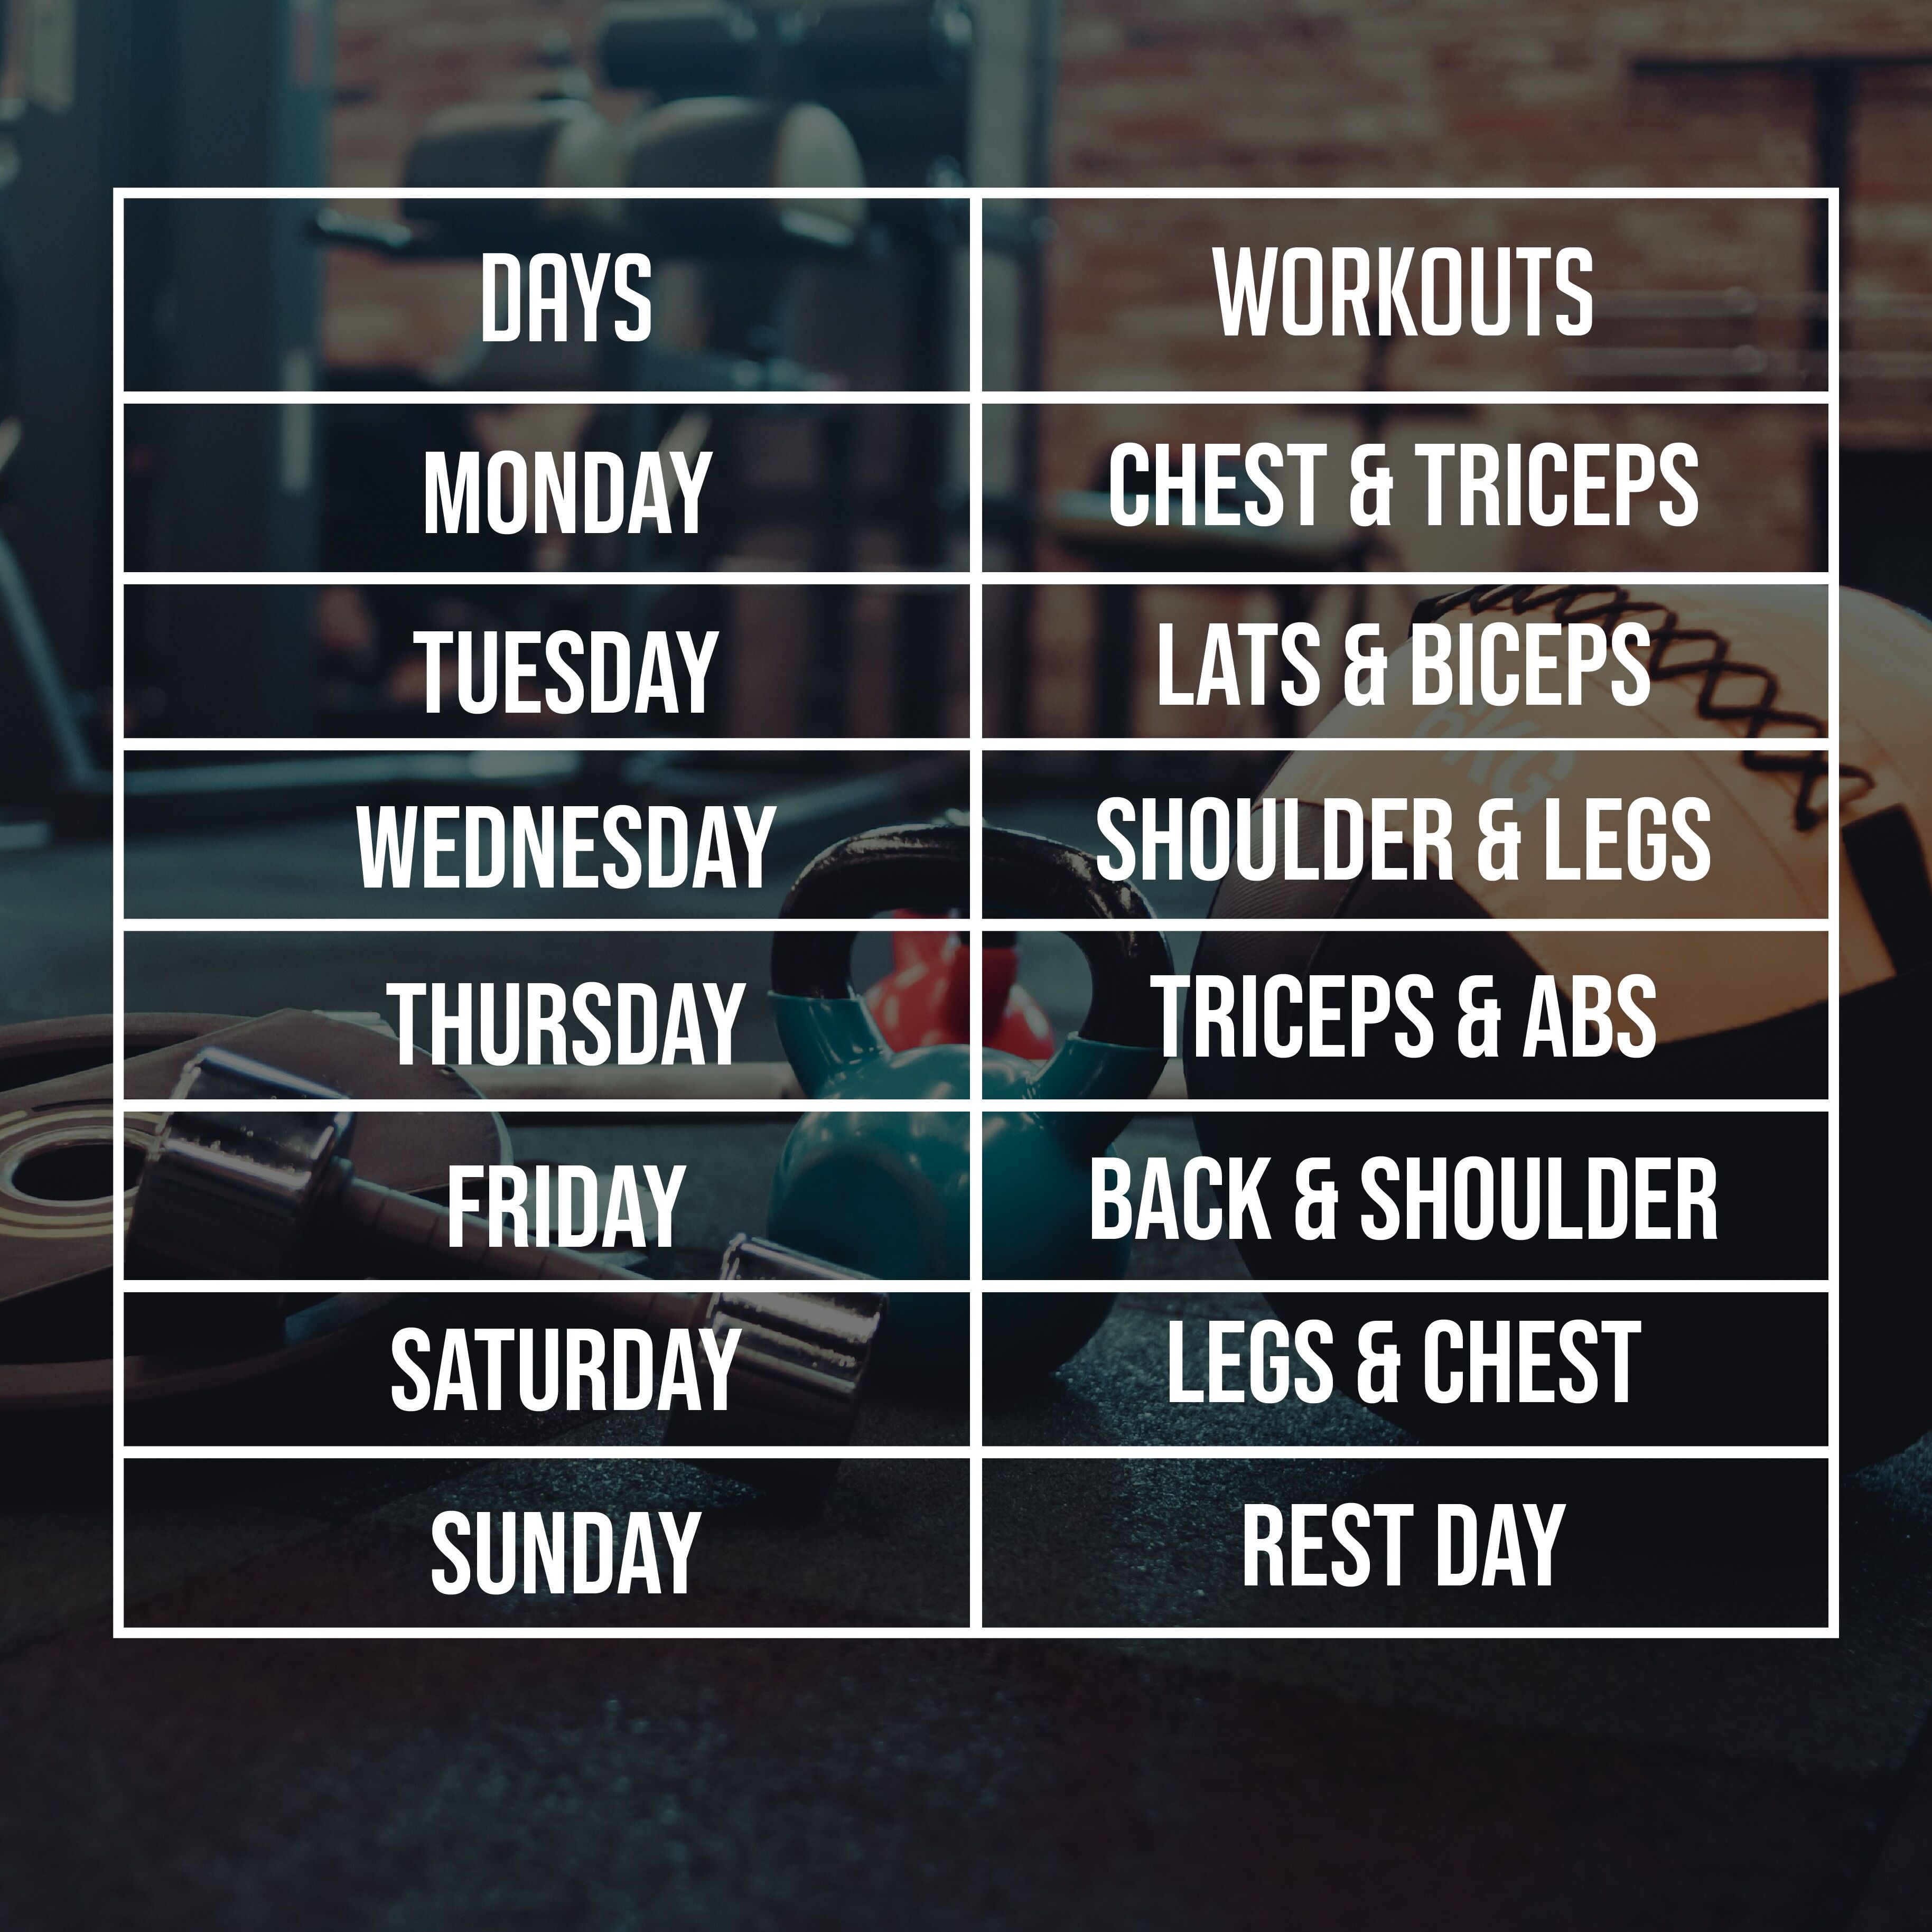 DAYS
WORKOUTS
MONDAY
CHEST & TRICEPS
TUESDAY
LATS & BICEPS
WEDNESDAY
SHOULDER & LEGS
THURSDAY
TRICEPS & ABS
FRIDAY
BACK & SHOULDER
SATURDAY
LEGS & CHEST
SUNDAY
REST DAY